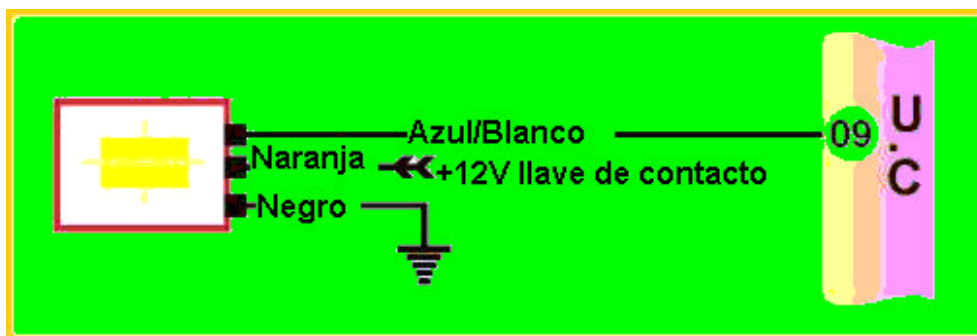 Azul/Blanco
09
U.C
Naranja
+12V llave de contacto
Negro